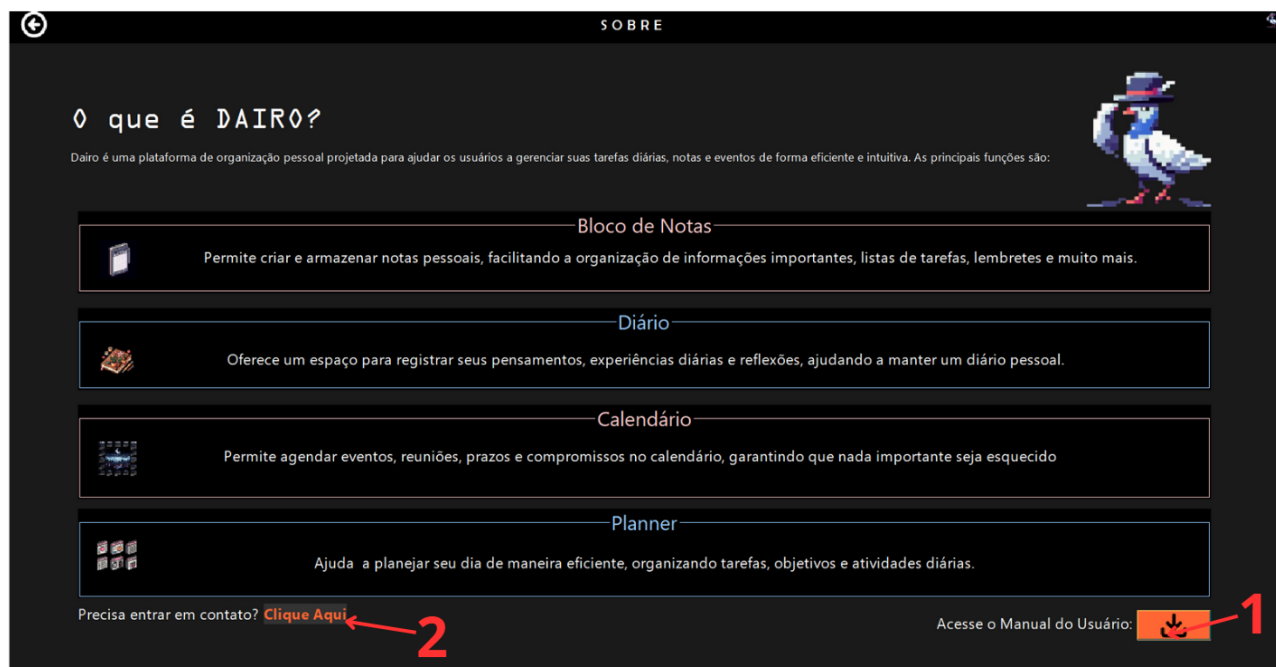 SOBRE
O que é DAIRO?
Dairo é uma plataforma de organização pessoal projetada para ajudar os usuários a gerenciar suas tarefas diárias, notas e eventos de forma eficiente e intuitiva. As principais funções são:
Bloco de Notas
Permite criar e armazenar notas pessoais, facilitando a organização de informações importantes, listas de tarefas, lembretes e muito mais.
Diário
Oferece um espaço para registrar seus pensamentos, experiências diárias e reflexões, ajudando a manter um diário pessoal.
Calendário
Permite agendar eventos, reuniões, prazos e compromissos no calendário, garantindo que nada importante seja esquecido
Planner
Ajuda a planejar seu dia de maneira eficiente, organizando tarefas, objetivos e atividades diárias.
Precisa entrar em contato? Clique Aqui
2
Acesse o Manual do Usuário:
1